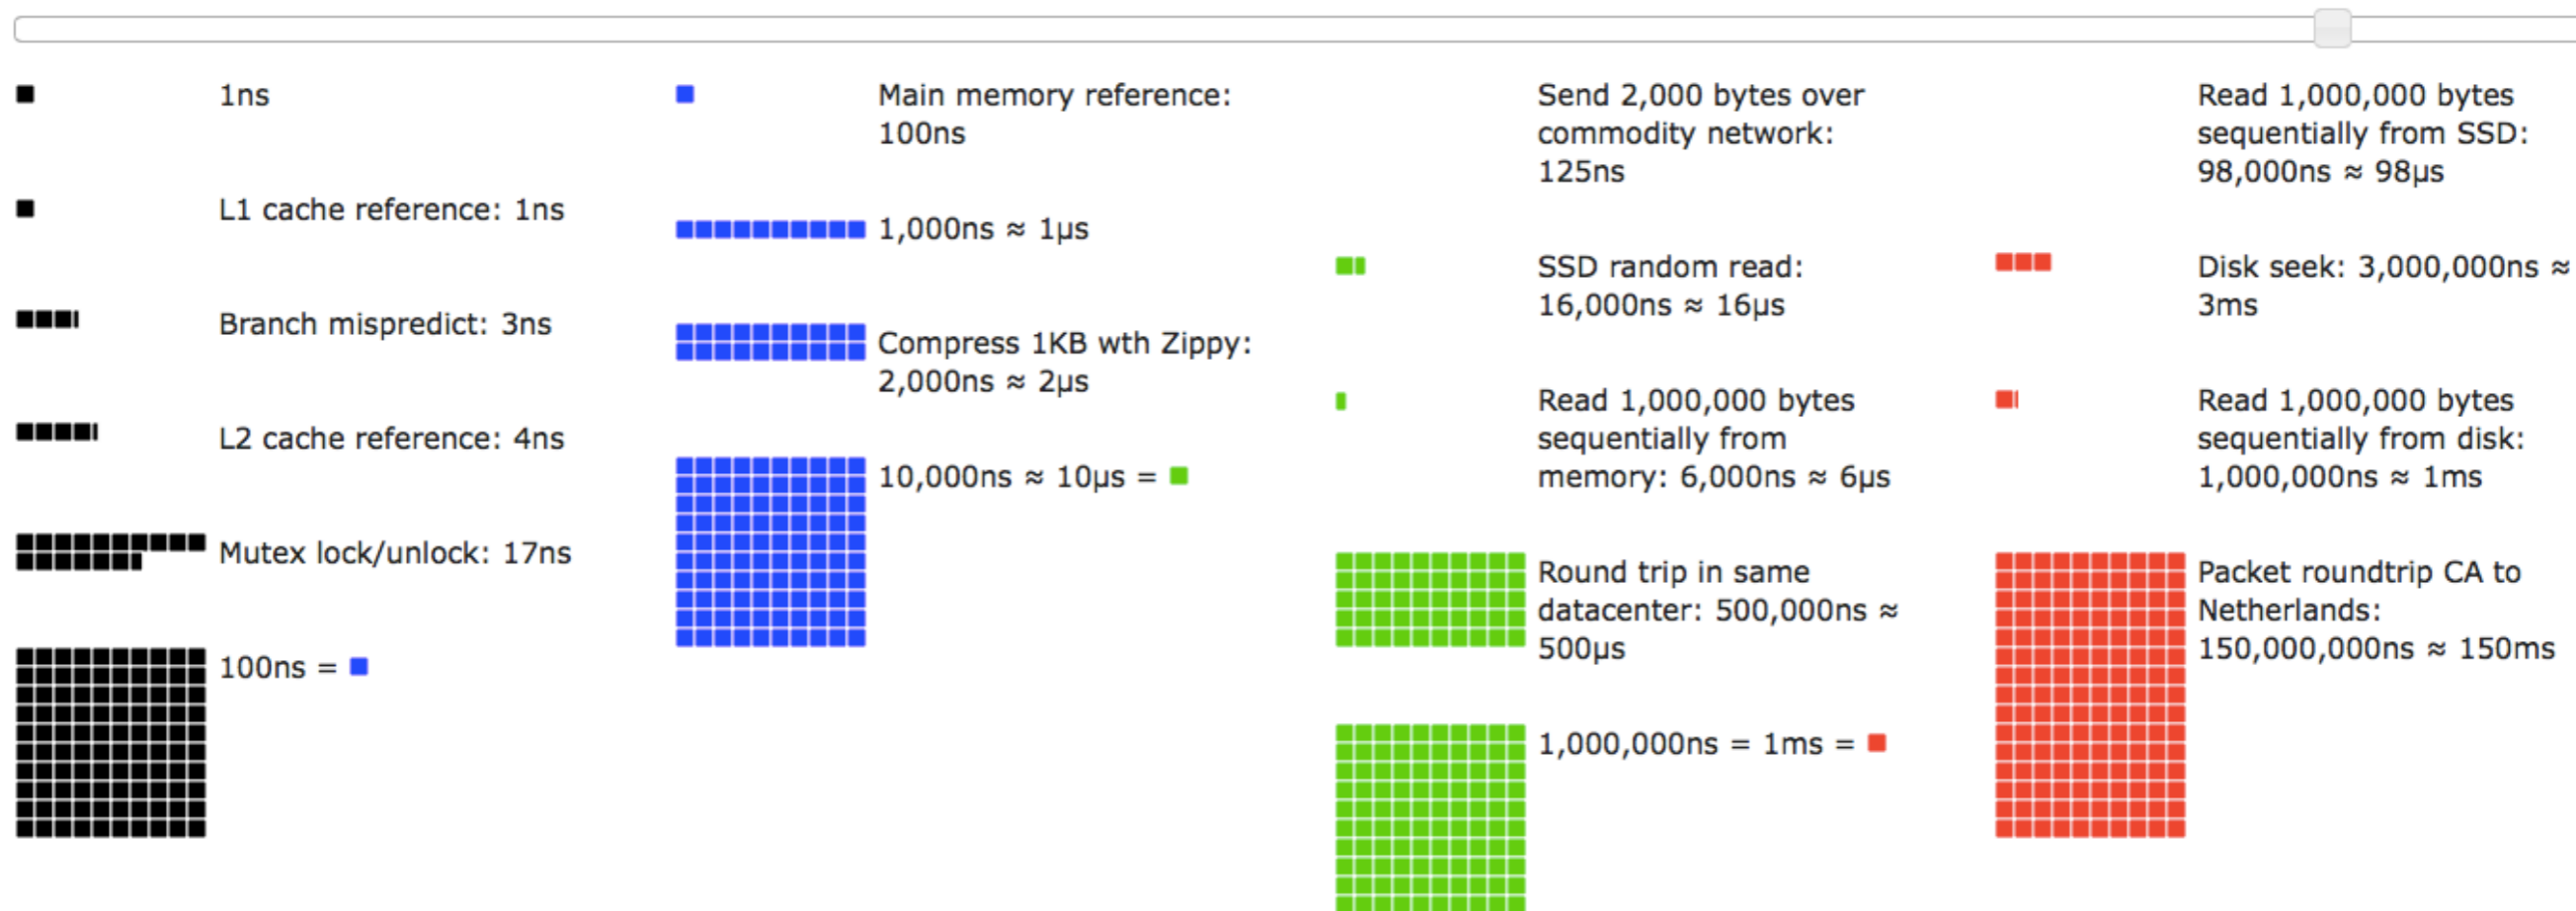 1ns
L1 cache reference: 1ns
Branch mispredict: 3ns
L2 cache reference: 4ns
Mutex lock/unlock: 17ns
100ns =
Main memory reference:
100ns
1,000ns ≈ 1μs
Compress 1KB wth Zippy:
2,000ns ≈ 2μs
10,000ns ≈ 10μs =
Send 2,000 bytes over
commodity network:
125ns
SSD random read:
16,000ns ≈ 16μs
Read 1,000,000 bytes
sequentially from
memory: 6,000ns ≈ 6μs
Round trip in same
datacenter: 500,000ns ≈
500μs
1,000,000ns = 1ms =
Read 1,000,000 bytes
sequentially from SSD:
98,000ns ≈ 98μs
Disk seek: 3,000,000ns ≈
3ms
Read 1,000,000 bytes
sequentially from disk:
1,000,000ns ≈ 1ms
Packet roundtrip CA to
Netherlands:
150,000,000ns ≈ 150ms